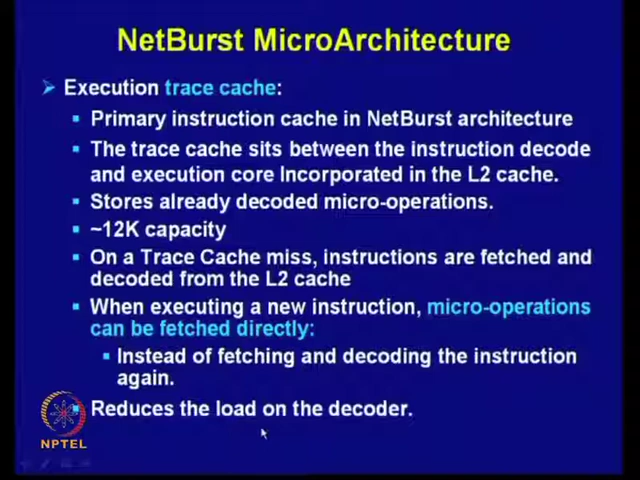 NetBurst MicroArchitecture
Execution trace cache:
Primary instruction cache in NetBurst architecture
The trace cache sits between the instruction decode
and execution core Incorporated in the L2 cache.
Stores already decoded micro-operations.
~12K capacity
On a Trace Cache miss, instructions are fetched and
decoded from the L2 cache
When executing a new instruction, micro-operations
can be fetched directly:
Instead of fetching and decoding the instruction
again.
Reduces the load on the decoder.
NPTEL